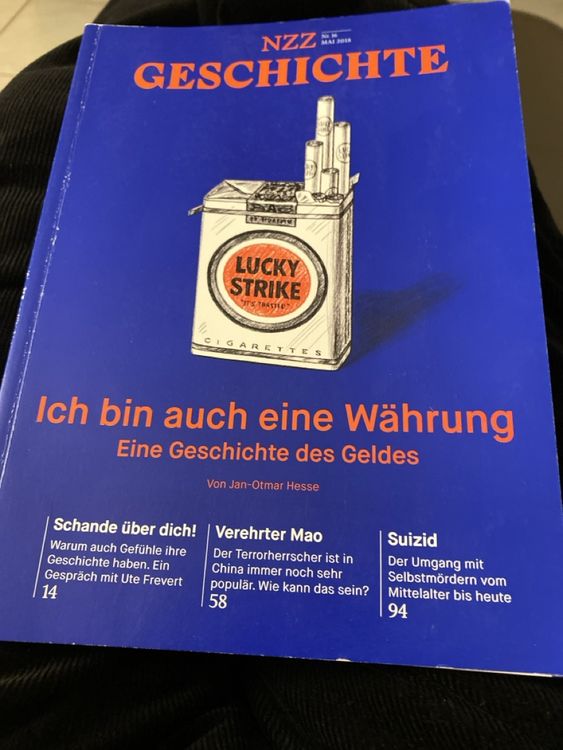 NZZ
Nr. 16
MAI 2018
GESCHICHTE
LUCKY
STRIKE
"IT'S TOASTED"
CIGARETTES
Ich bin auch eine Währung
Eine Geschichte des Geldes
Von Jan-Otmar Hesse
Schande über dich!
Warum auch Gefühle ihre
Geschichte haben. Ein
Gespräch mit Ute Frevert
14
Verehrter Mao
Der Terrorherrscher ist in
China immer noch sehr
populär. Wie kann das sein?
58
Suizid
Der Umgang mit
Selbstmördern vom
Mittelalter bis heute
94